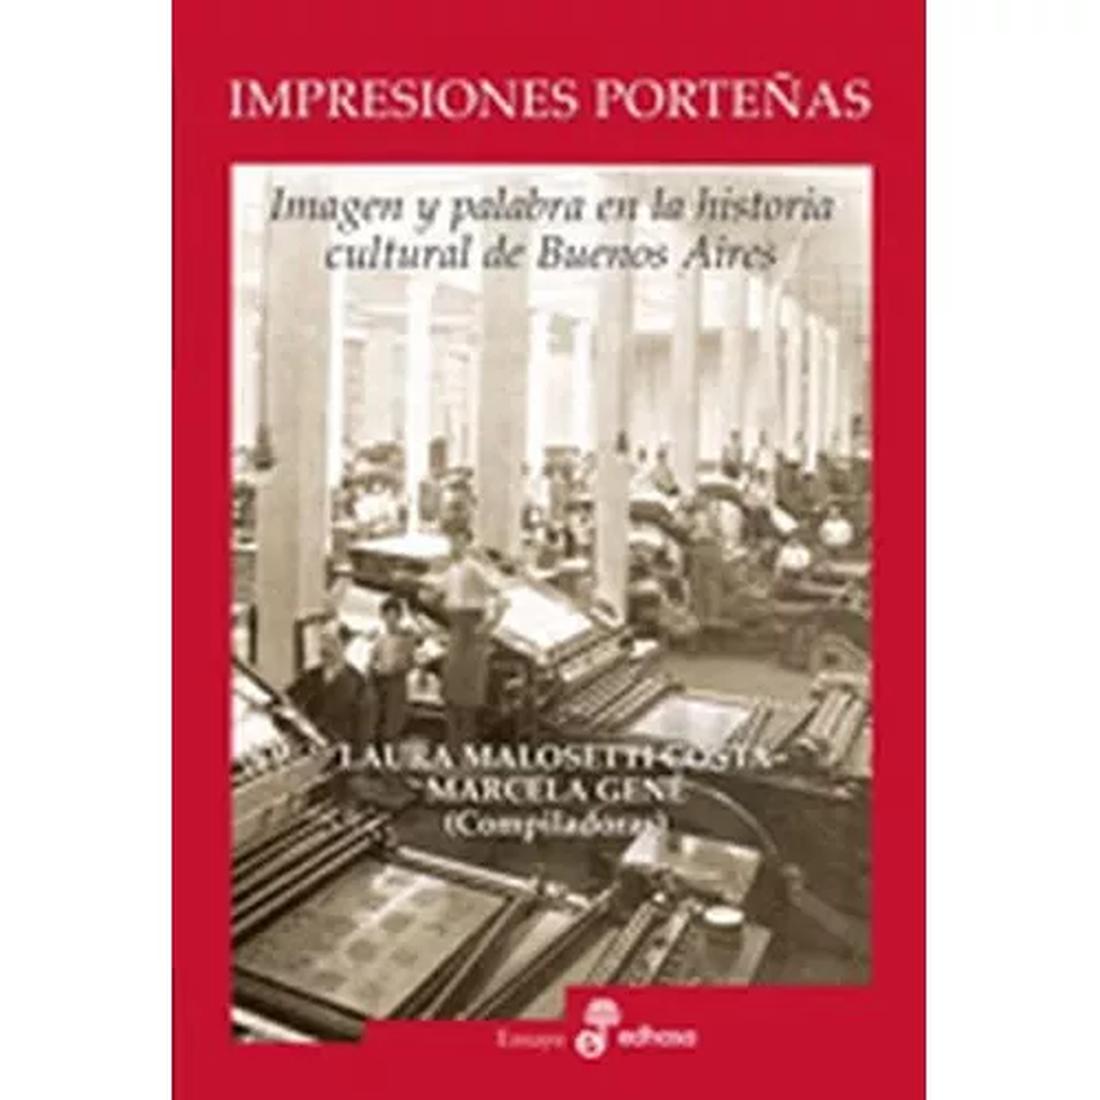 IMPRESIONES PORTEÑAS
Imagen y palabra en la historia
cultural de Buenos Aires
LAURA MALOSETTI COSTA-
MARCELA GENÉ
(Compiladoras)
Ensayo edhasa